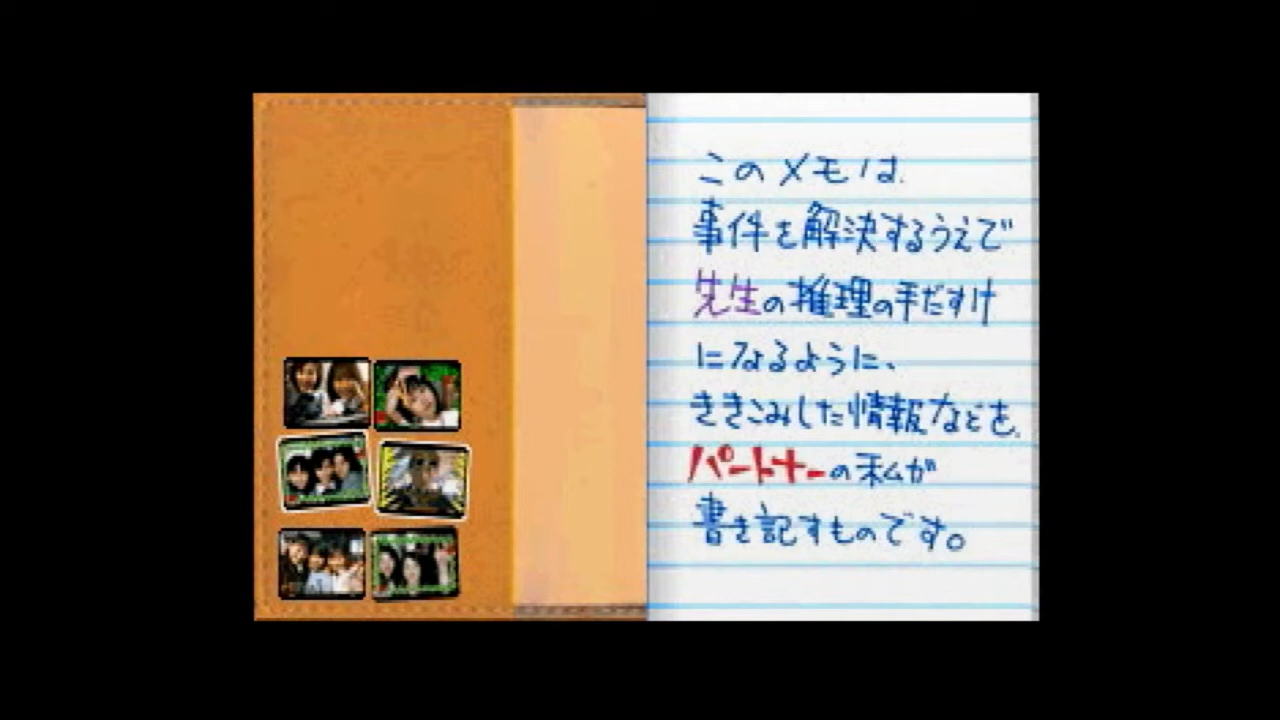 このメモは、
事件を解決するうえで
先生の推理の手だすけ
になるように、
ききこみした情報などを、
パートナーの私が
書き記すものです。